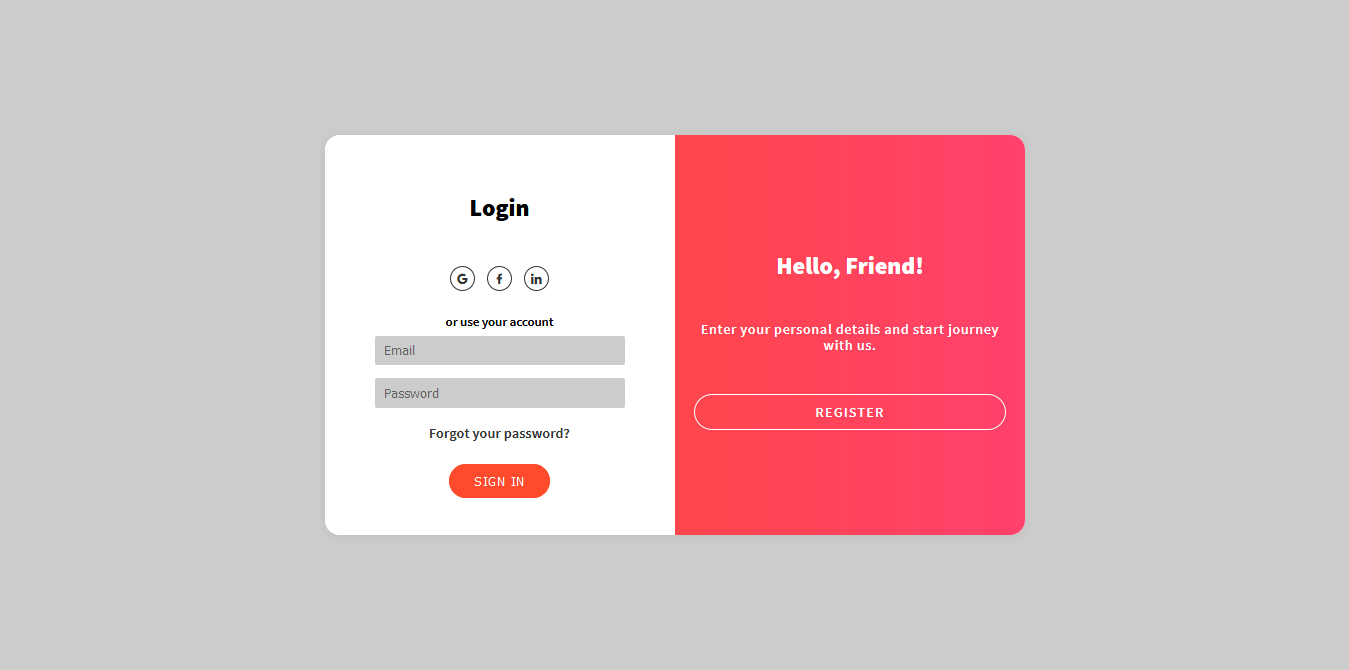 Login
G f in
or use your account
Email
Password
Forgot your password?
SIGN IN
Hello, Friend!
Enter your personal details and start journey
with us.
REGISTER